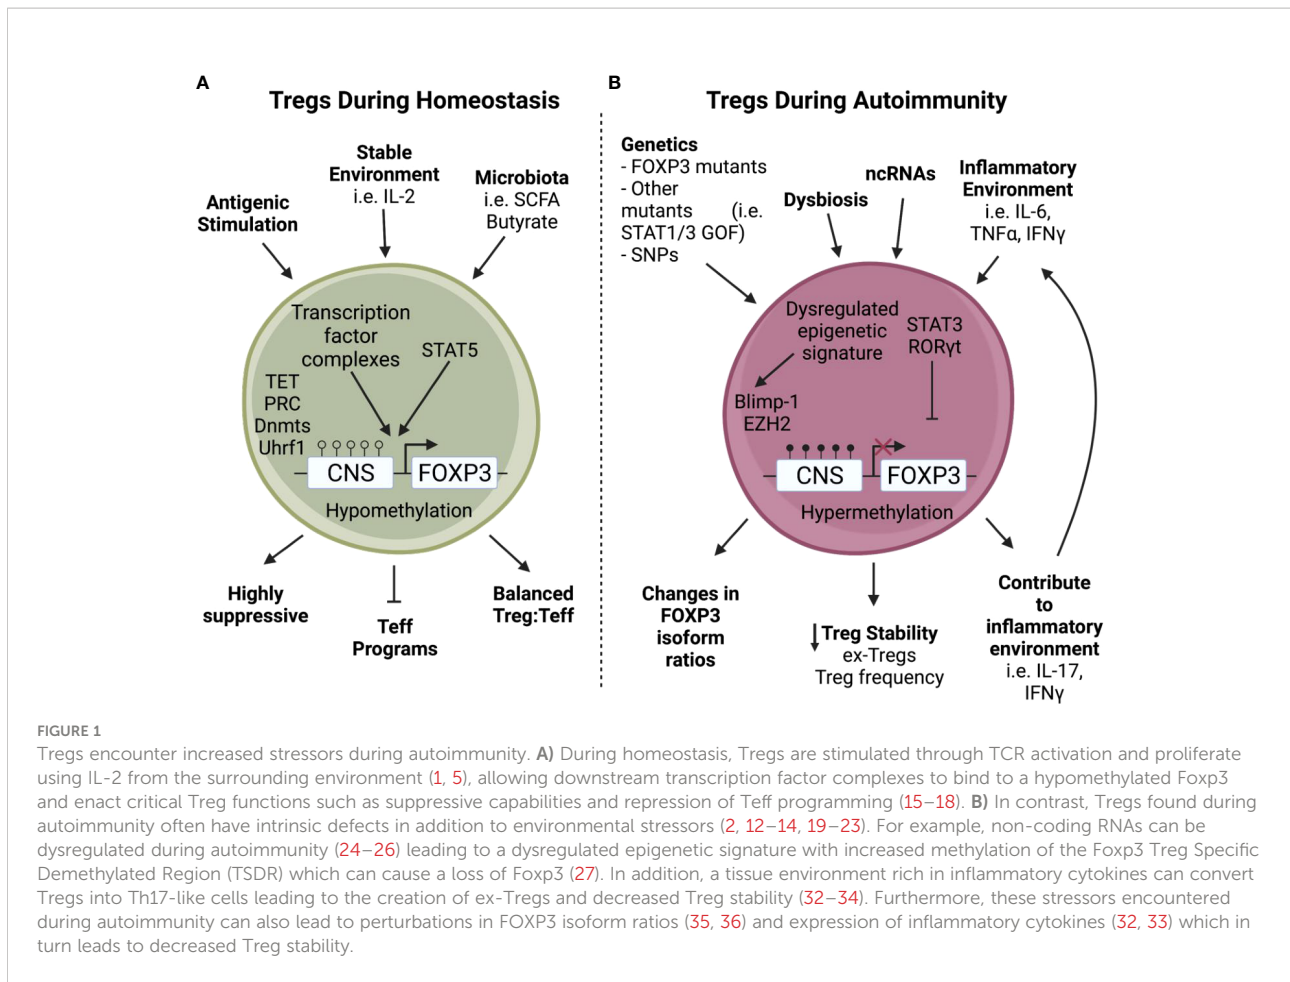 A
Tregs During Homeostasis
Antigenic
Stimulation
Stable
Environment
i.e. IL-2
Microbiota
i.e. SCFA
Butyrate
Transcription
factor
complexes
STAT5
TET
PRC
Dnmts
Uhrf1
CNS
FOXP3
Hypomethylation
Highly
suppressive
Teff
Programs
Balanced
Treg:Teff
B
Tregs During Autoimmunity
Genetics
- FOXP3 mutants
- Other
mutants (i.e.
STAT1/3 GOF)
- SNPs
Dysbiosis
ncRNAs
Inflammatory
Environment
i.e. IL-6,
TNFα, IFNγ
Dysregulated
epigenetic
signature
STAT3
RORγt
Blimp-1
EZH2
CNS
FOXP3
Hypermethylation
Changes in
FOXP3
isoform
ratios
Treg Stability
ex-Tregs
Treg frequency
Contribute
to
inflammatory
environment
i.e. IL-17,
IFNγ
FIGURE 1
Tregs encounter increased stressors during autoimmunity. A) During homeostasis, Tregs are stimulated through TCR activation and proliferate
using IL-2 from the surrounding environment (1, 5), allowing downstream transcription factor complexes to bind to a hypomethylated Foxp3
and enact critical Treg functions such as suppressive capabilities and repression of Teff programming (15–18). B) In contrast, Tregs found during
autoimmunity often have intrinsic defects in addition to environmental stressors (2, 12–14, 19–23). For example, non-coding RNAs can be
dysregulated during autoimmunity (24–26) leading to a dysregulated epigenetic signature with increased methylation of the Foxp3 Treg Specific
Demethylated Region (TSDR) which can cause a loss of Foxp3 (27). In addition, a tissue environment rich in inflammatory cytokines can convert
Tregs into Th17-like cells leading to the creation of ex-Tregs and decreased Treg stability (32–34). Furthermore, these stressors encountered
during autoimmunity can also lead to perturbations in FOXP3 isoform ratios (35, 36) and expression of inflammatory cytokines (32, 33) which in
turn leads to decreased Treg stability.